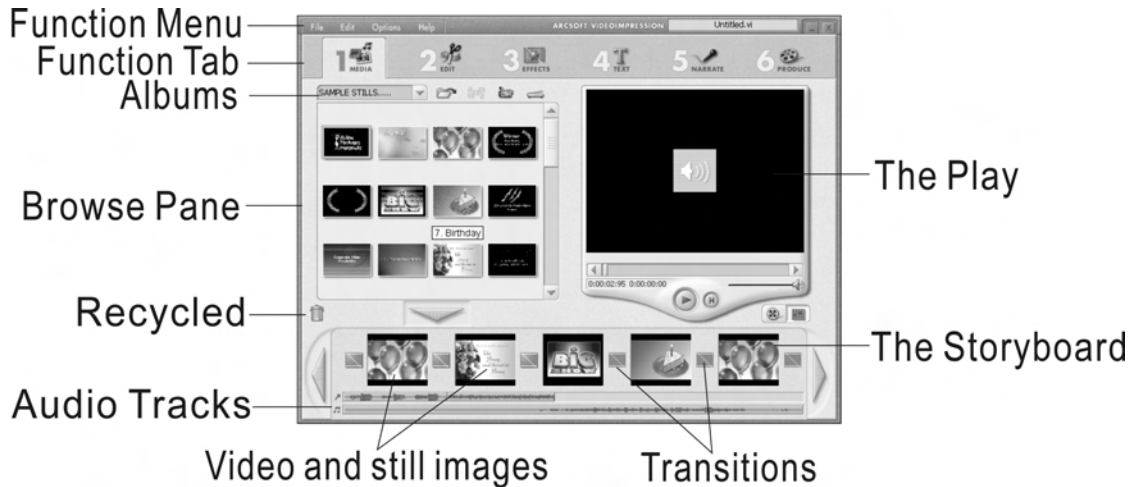 Function Menu
Function Tab
Albums
Browse Pane
Recycled
Audio Tracks
Video and still images
Transitions
The Play
The Storyboard
File Edit Options Help ARCSOFT VIDEOIMPRESSION Untitled.vi
1 MEDIA 2 EDIT 3 EFFECTS 4 TEXT 5 NARRATE 6 PRODUCE
SAMPLE STILLS.....
BIG
7. Birthday
0:00:02:95 0:00:00:00
BIG